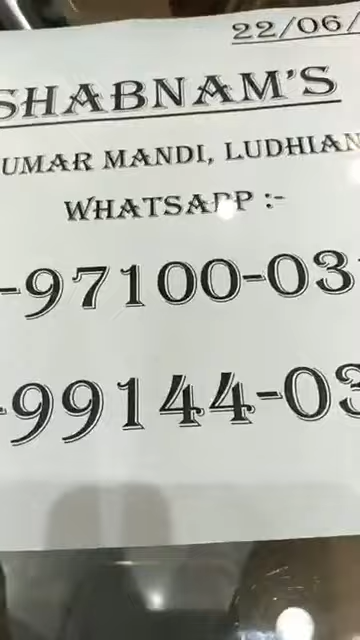 22/06/
SHABNAM'S
UMAR MANDI, LUDHIAN
WHATSAPP :-
-97100-03
-99144-03